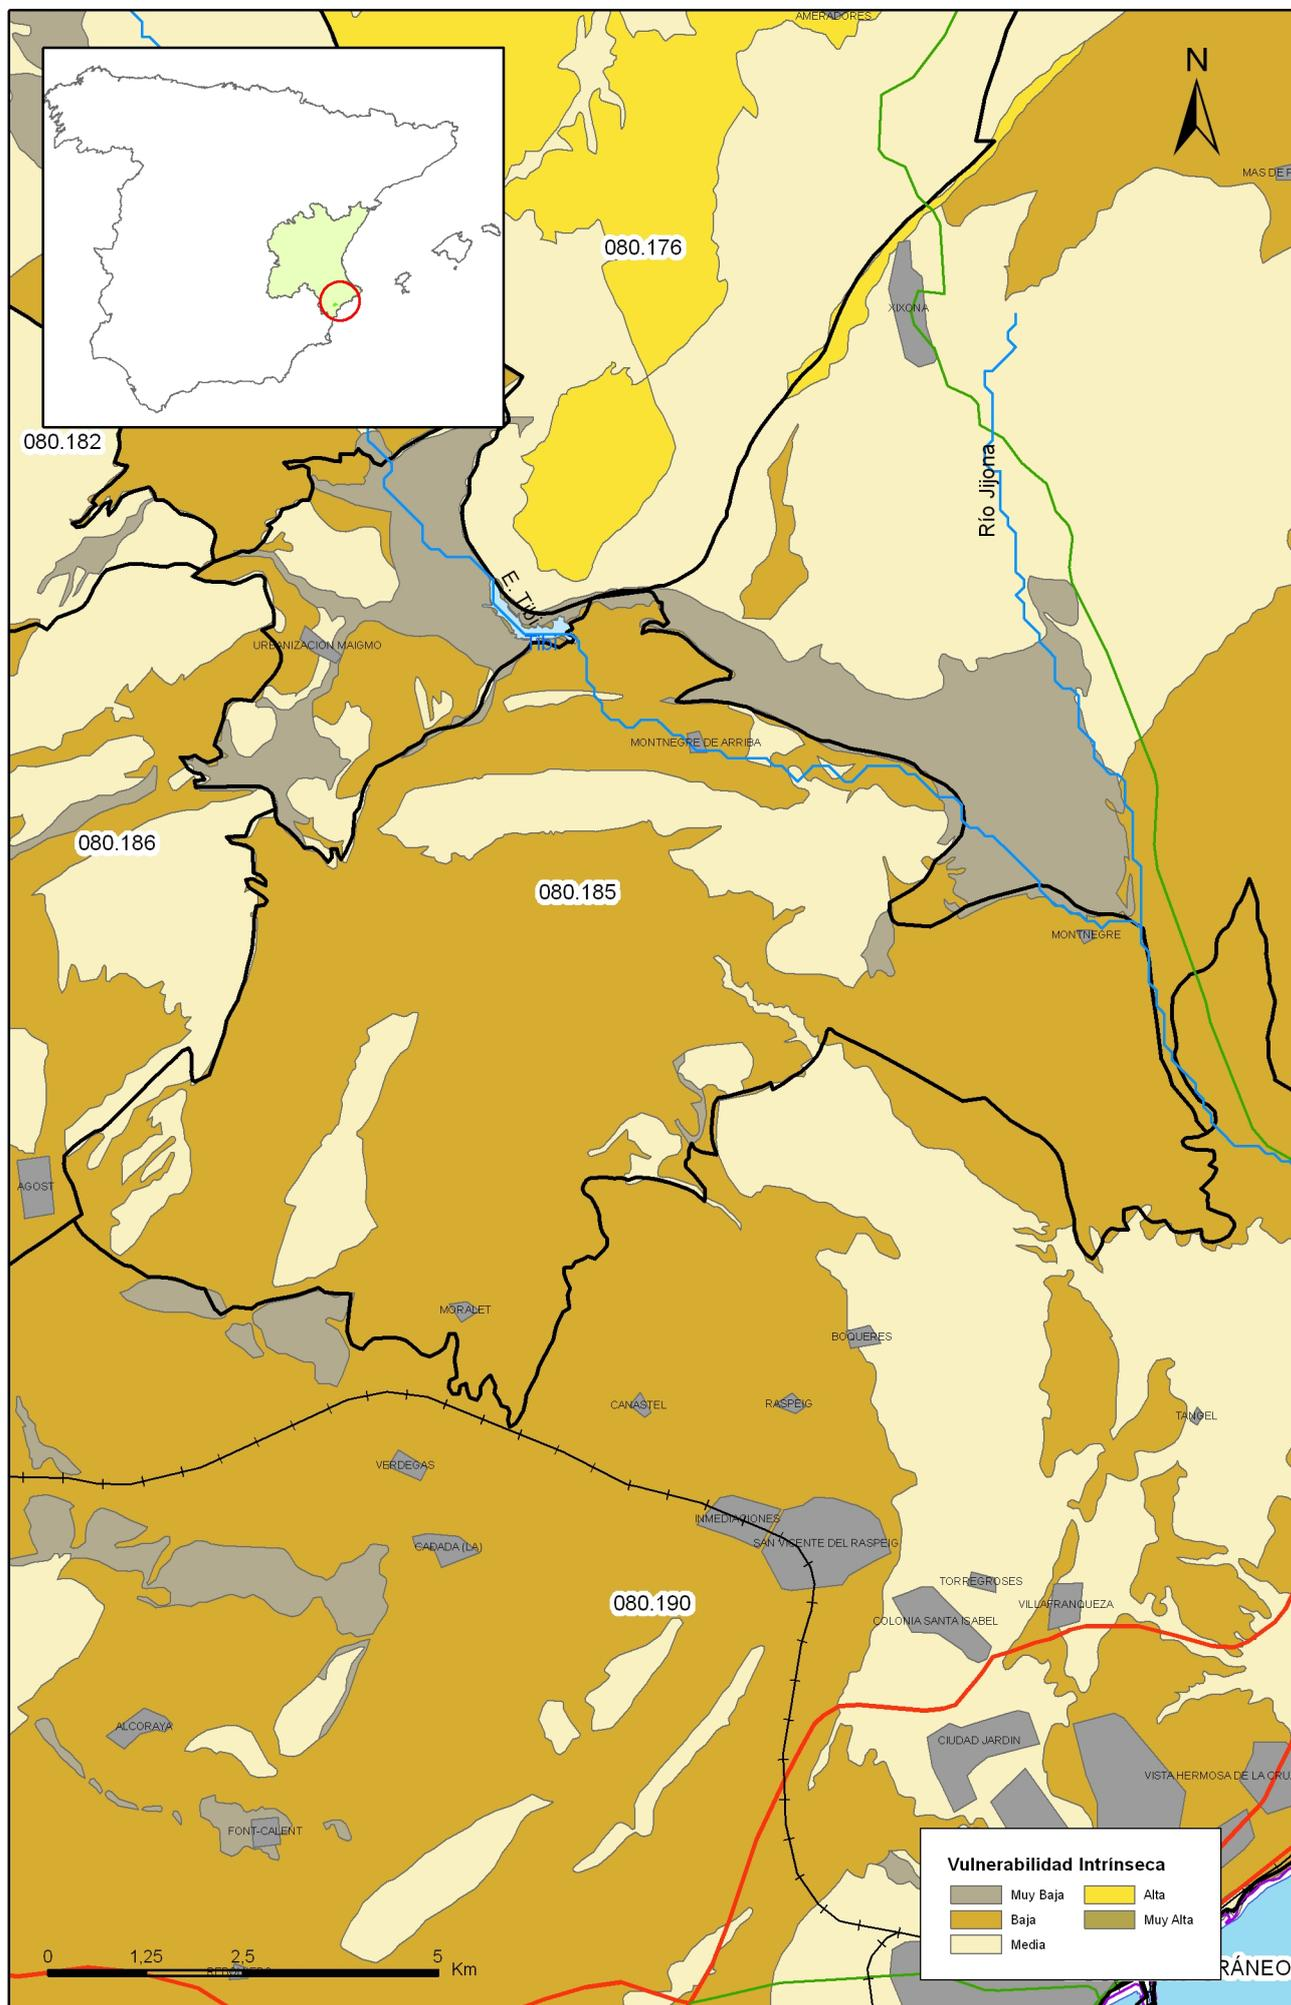 AMERADORES
N
080.176
XIXONA
080.182
Río Jijona
E. Tibi
Tibi
URBANIZACION MAIGMO
MONTNEGRE DE ARRIBA
080.186
080.185
MONTNEGRE
AGOST
MORALET
BOQUERES
CANASTEL
RASPEIG
TANGEL
VERDEGAS
INMEDIACIONES
SAN VICENTE DEL RASPEIG
CAÐADA (LA)
TORREGROSES
080.190
VILLAFRANQUEZA
COLONIA SANTA ISABEL
ALCORAYA
CIUDAD JARDIN
VISTA HERMOSA DE LA CRU
FONT-CALENT
Vulnerabilidad Intrínseca
Muy Baja
Alta
Baja
Muy Alta
Media
0 1,25 2,5 5 Km
RÁNEO